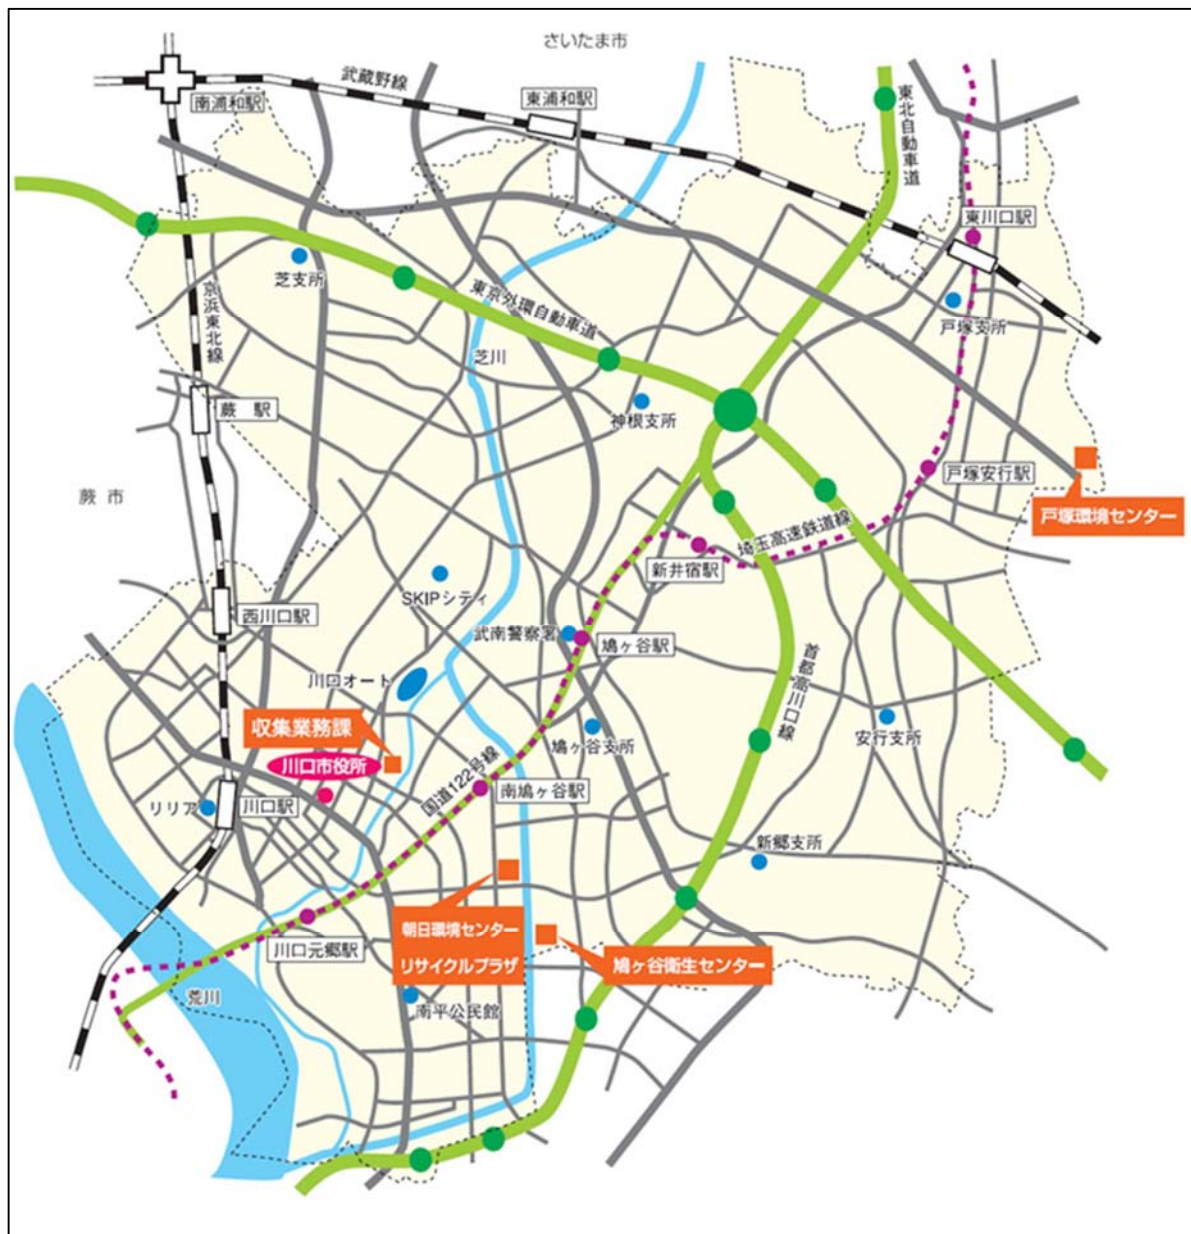 さいたま市
武蔵野線
南浦和駅
東浦和駅
東北自動車道
東川口駅
芝支所
京浜東北線
東京外環自動車道
戸塚支所
芝川
蕨 駅
神根支所
蕨 市
戸塚安行駅
戸塚環境センター
埼玉高速鉄道線
新井宿駅
SKIPシティ
西川口駅
武南警察署
鳩ヶ谷駅
首都高川口線
川口オート
収集業務課
鳩ヶ谷支所
安行支所
川口市役所
国道122号線
南鳩ヶ谷駅
リリア
川口駅
新郷支所
朝日環境センター
リサイクルプラザ
川口元郷駅
鳩ヶ谷衛生センター
荒川
南平公民館